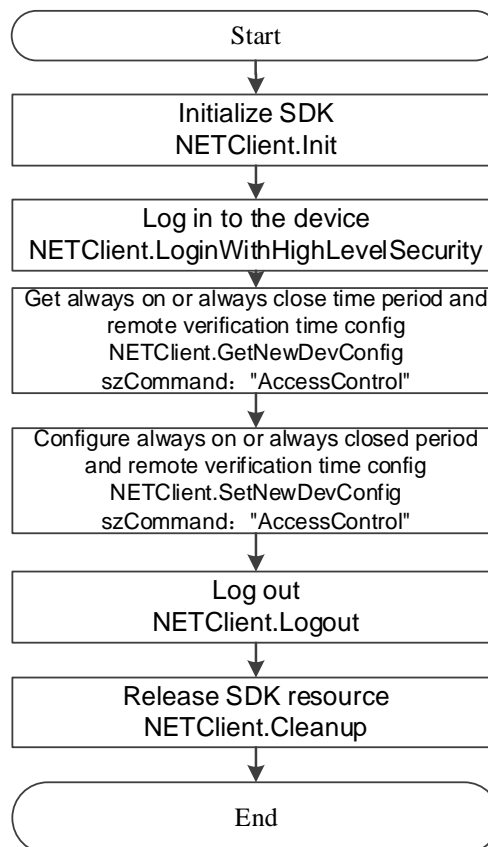 Start
Initialize SDK
NETClient.Init
Log in to the device
NETClient.LoginWithHighLevelSecurity
Get always on or always close time period and
remote verification time config
NETClient.GetNewDevConfig
szCommand："AccessControl"
Configure always on or always closed period
and remote verification time config
NETClient.SetNewDevConfig
szCommand："AccessControl"
Log out
NETClient.Logout
Release SDK resource
NETClient.Cleanup
End